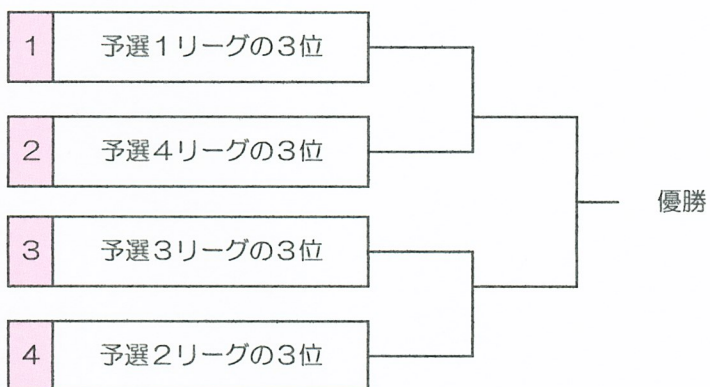 1 予選1リーグの3位
2 予選4リーグの3位
優勝
3 予選3リーグの3位
4 予選2リーグの3位